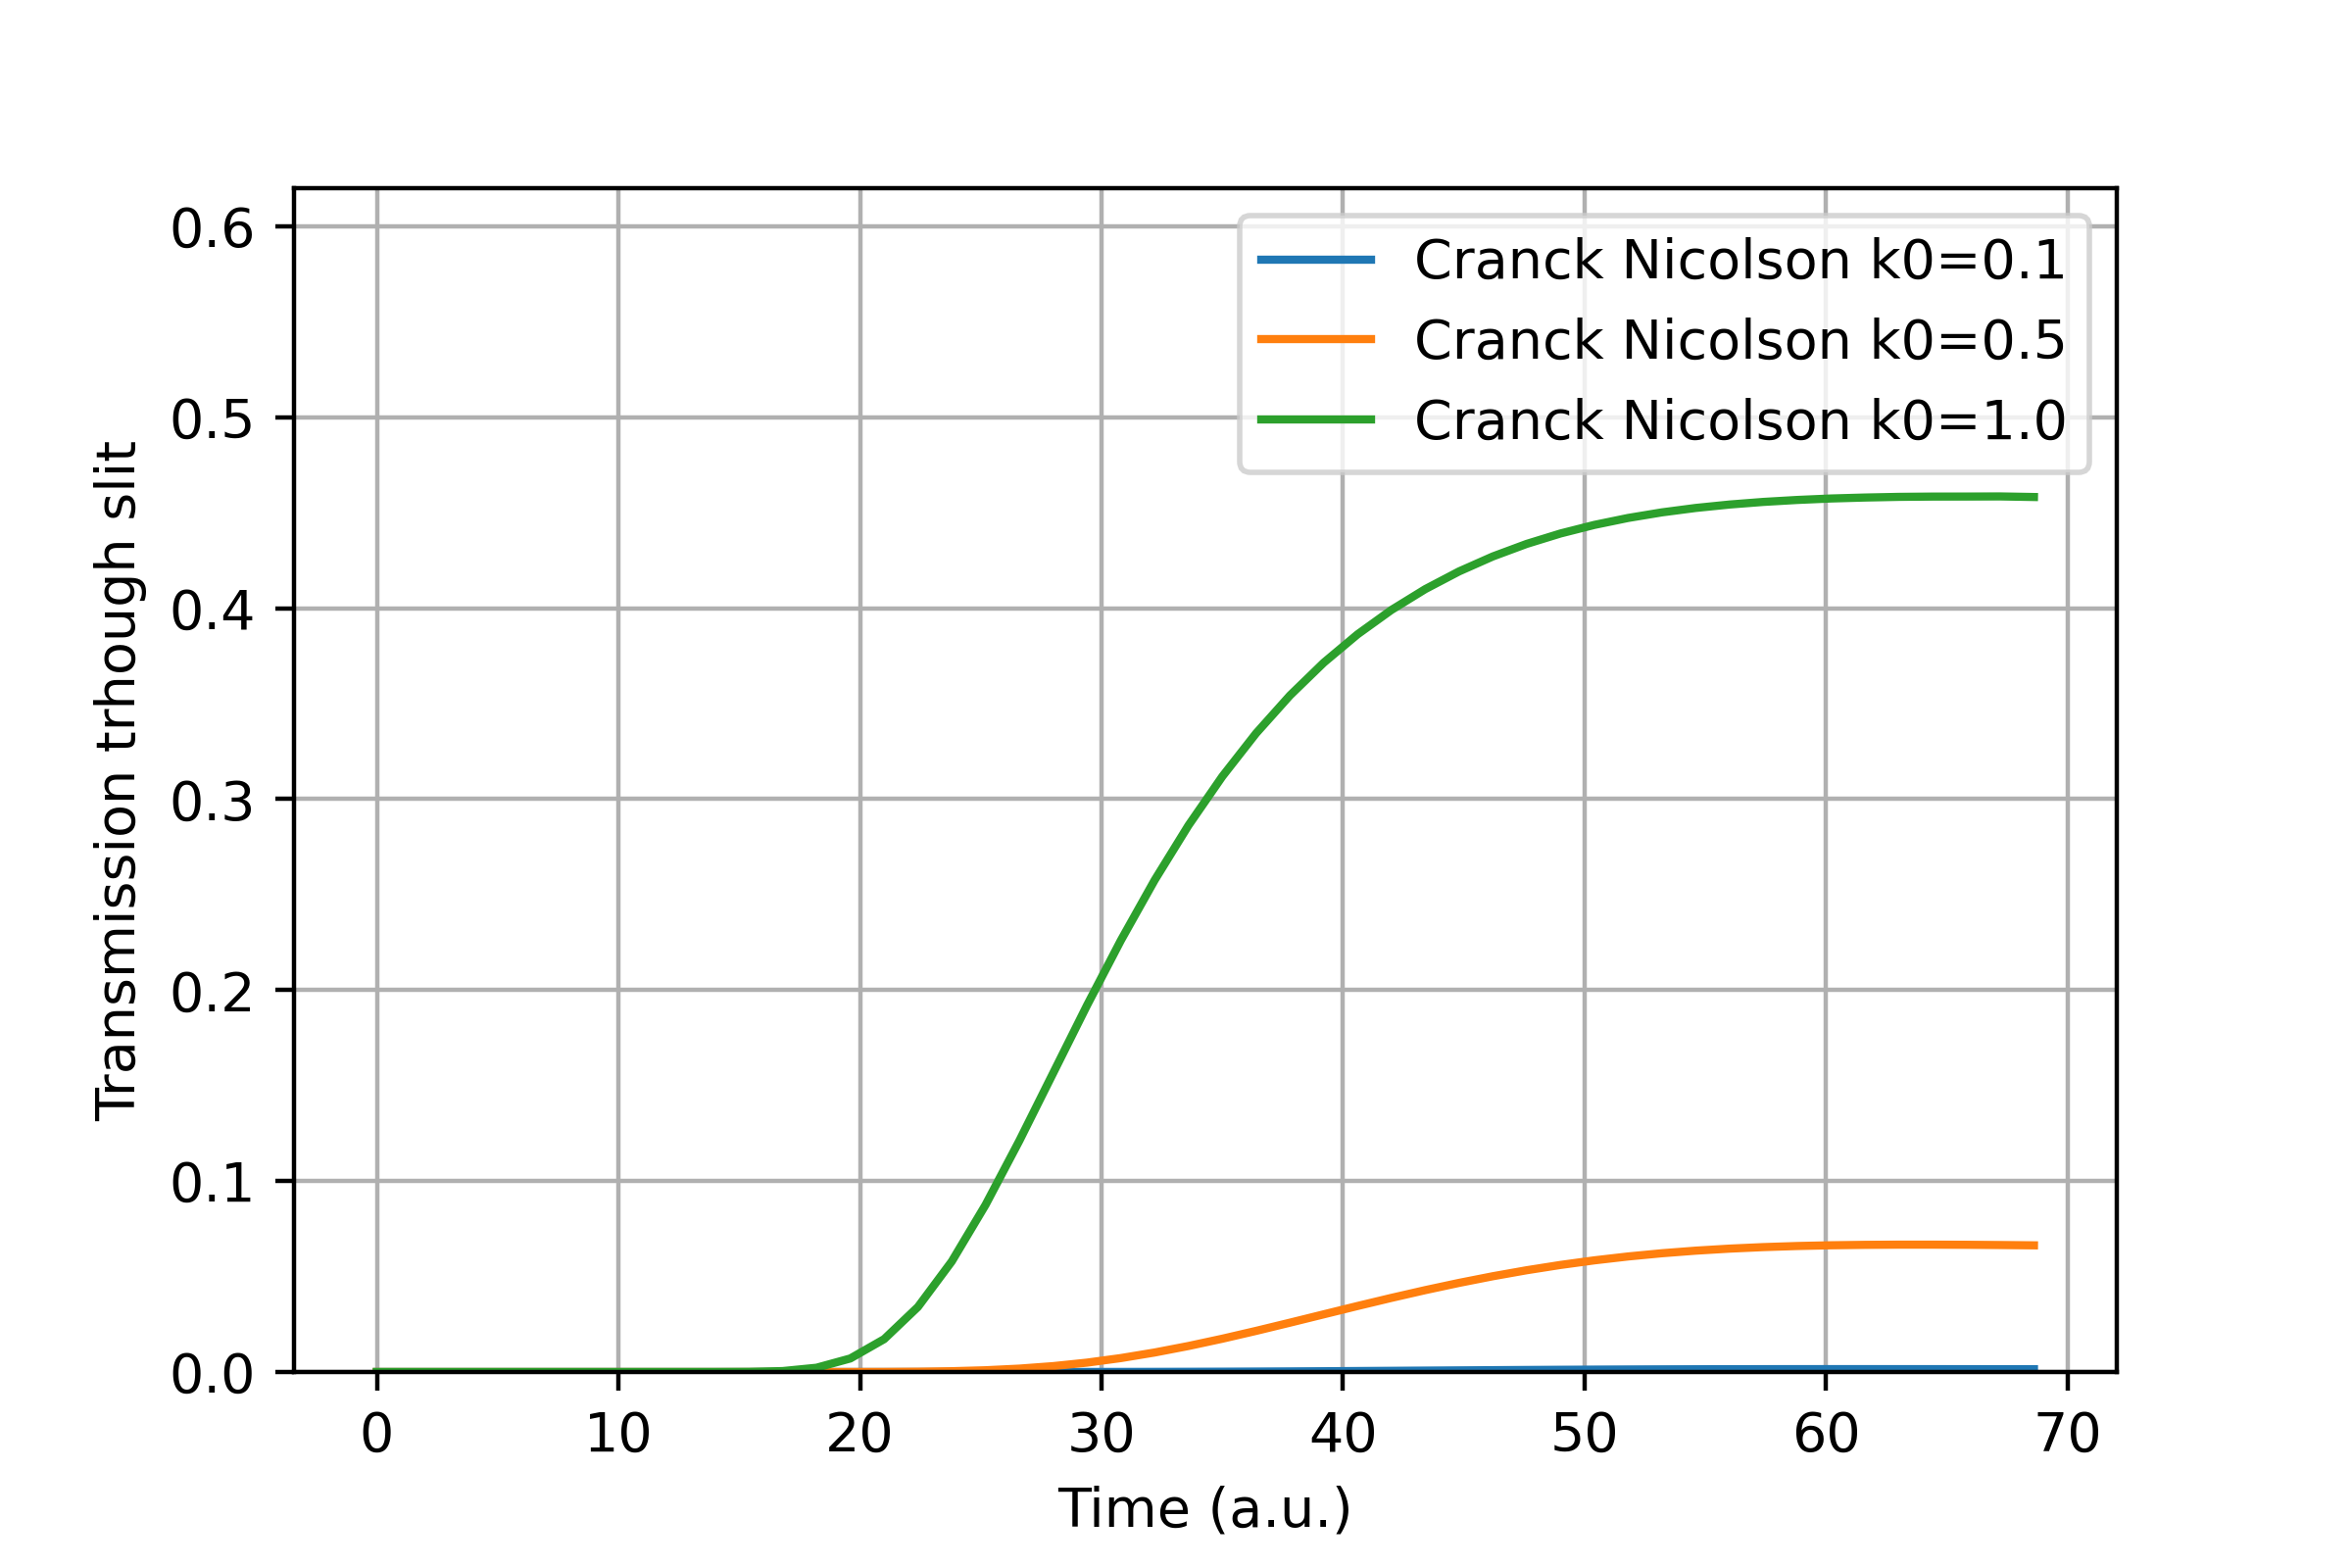 0.6
0.5
0.4
0.3
0.2
0.1
0.0
Transmission trhough slit
Cranck Nicolson k0=0.1
Cranck Nicolson k0=0.5
Cranck Nicolson k0=1.0
0 10 20 30 40 50 60 70
Time (a.u.)